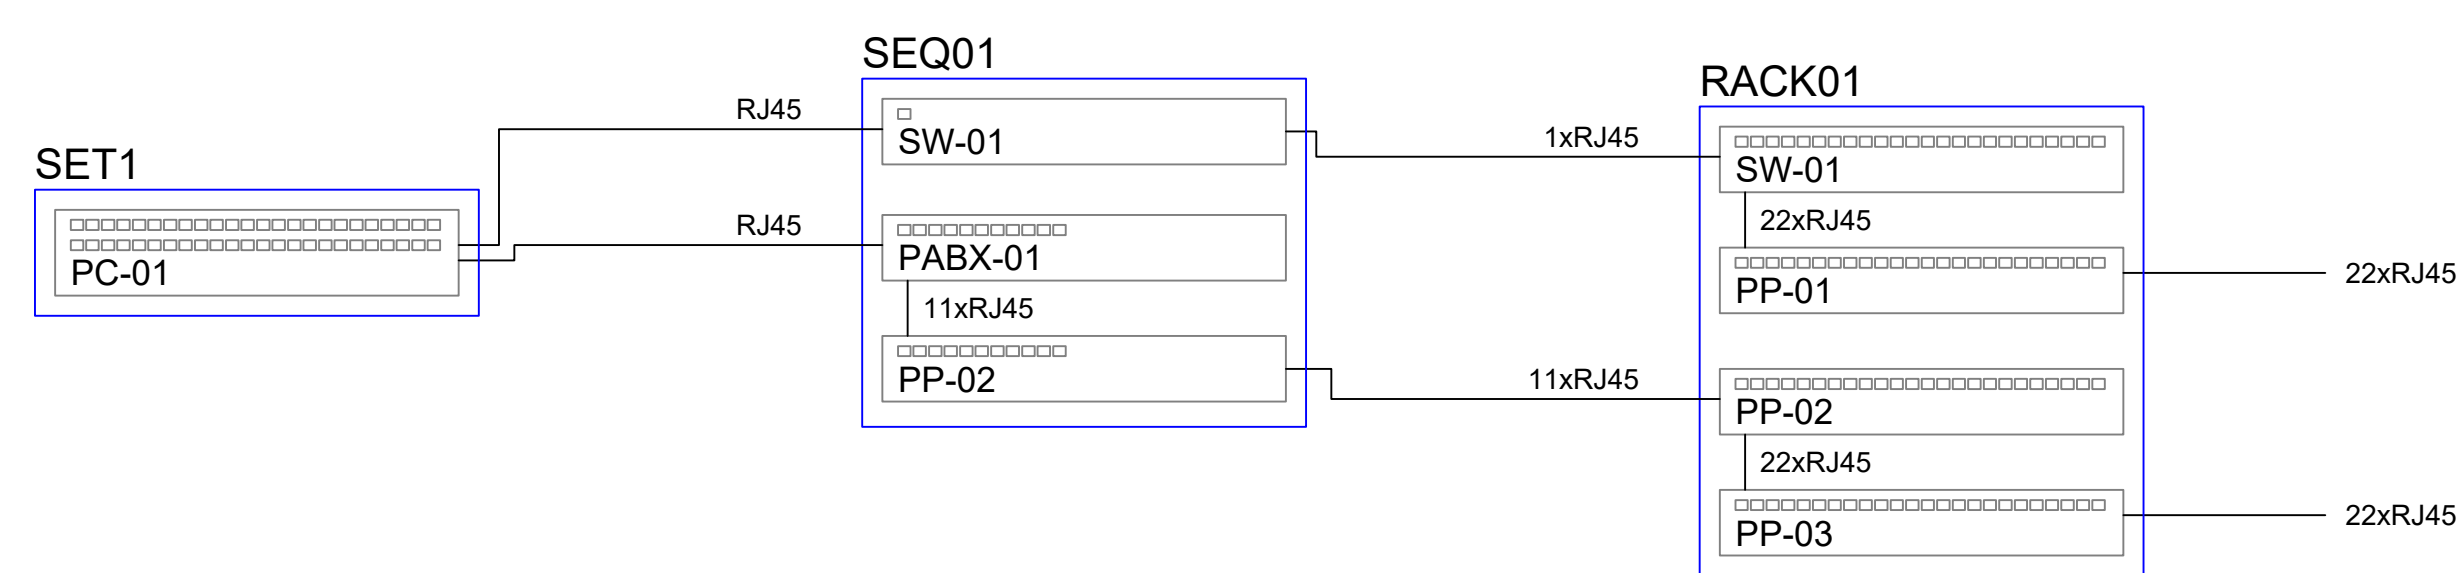 SET1
PC-01
RJ45
RJ45
SEQ01
SW-01
PABX-01
11xRJ45
PP-02
1xRJ45
11xRJ45
RACK01
SW-01
22xRJ45
PP-01
PP-02
22xRJ45
PP-03
22xRJ45
22xRJ45